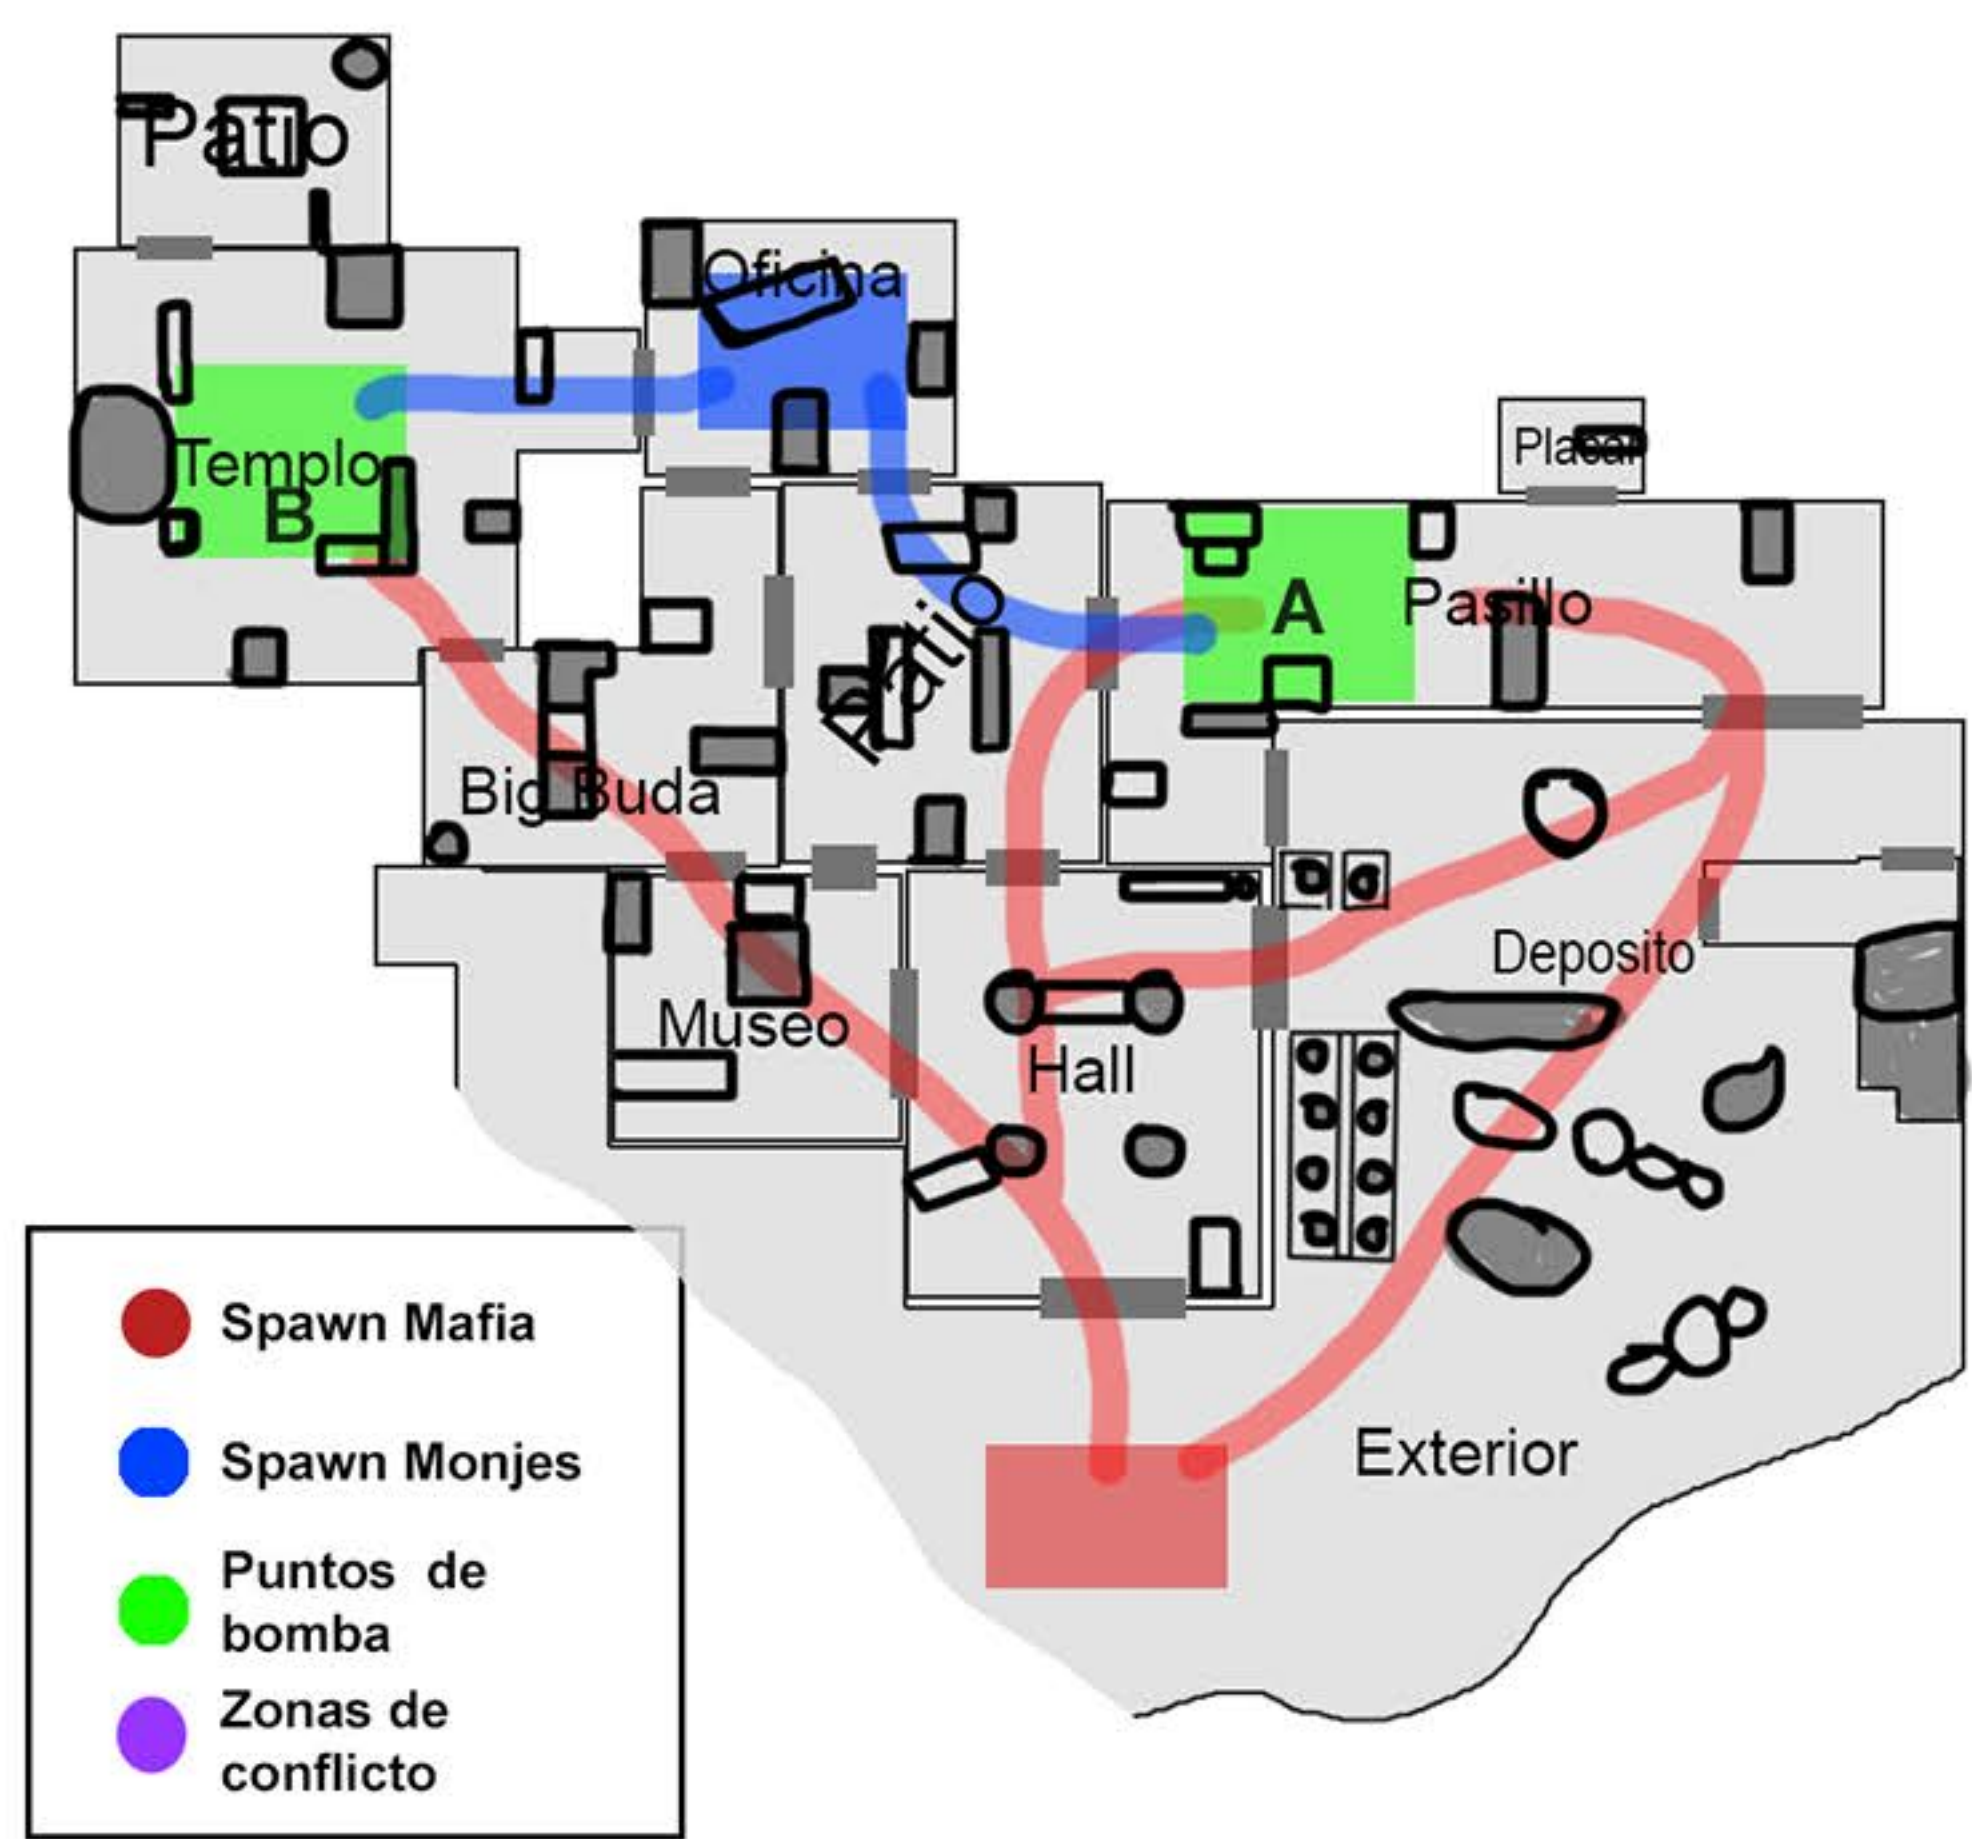 Patio
Oficina
Templo
B
Placar
A
Pasillo
Patio
Big Buda
Deposito
Museo
Hall
Exterior
Spawn Mafia
Spawn Monjes
Puntos de
bomba
Zonas de
conflicto